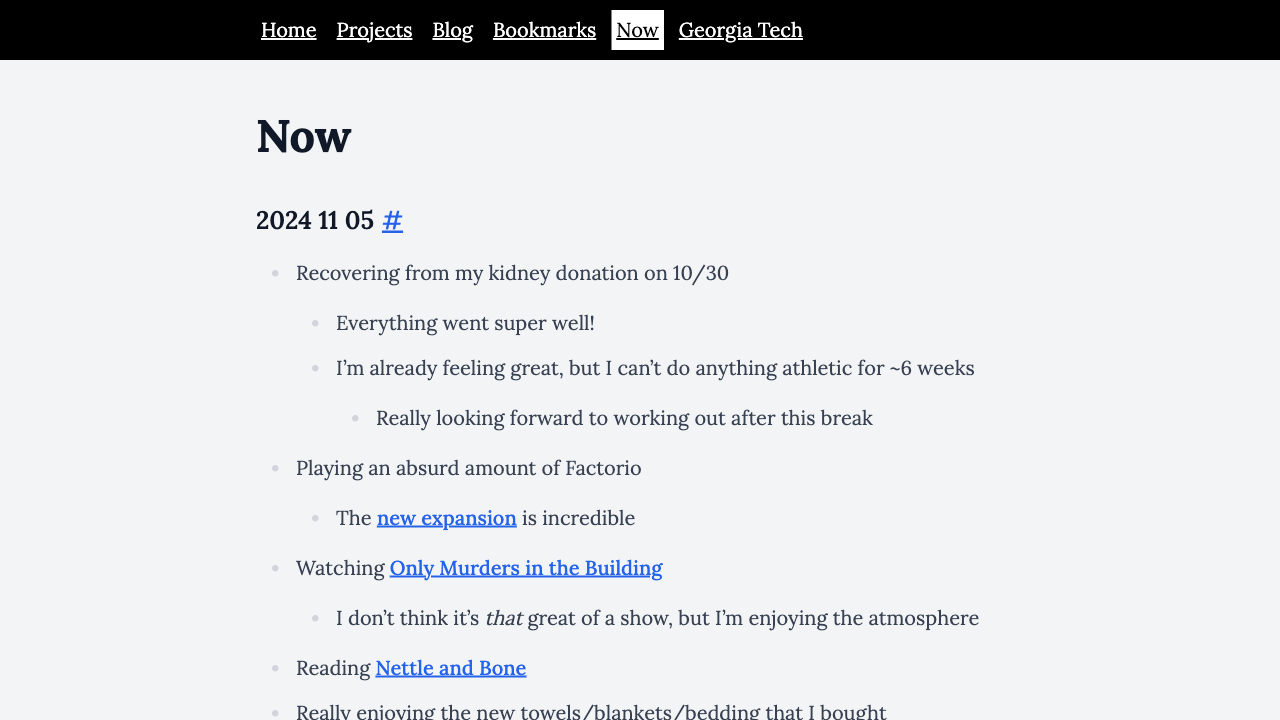 Home Projects Blog Bookmarks Now Georgia Tech
Now
2024 11 05 #
Recovering from my kidney donation on 10/30
Everything went super well!
I’m already feeling great, but I can’t do anything athletic for ~6 weeks
Really looking forward to working out after this break
Playing an absurd amount of Factorio
The new expansion is incredible
Watching Only Murders in the Building
I don’t think it’s that great of a show, but I’m enjoying the atmosphere
Reading Nettle and Bone
Really enjoying the new towels/blankets/bedding that I bought